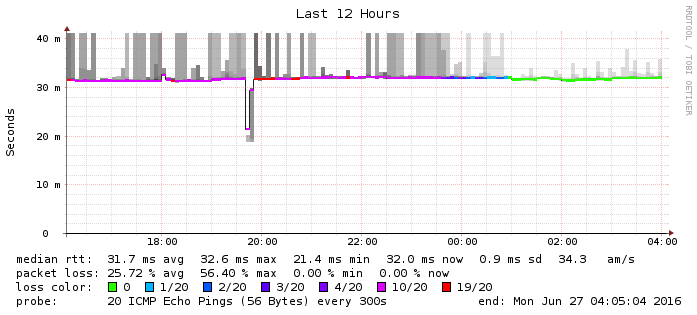 Last 12 Hours
RRDTOOL / TOBI OETIKER
Seconds
40 m
30 m
20 m
10 m
0
18:00 20:00 22:00 00:00 02:00 04:00
median rtt: 31.7 ms avg 32.6 ms max 21.4 ms min 32.0 ms now 0.9 ms sd 34.3 am/s
packet loss: 25.72 % avg 56.40 % max 0.00 % min 0.00 % now
loss color: 0 1/20 2/20 3/20 4/20 10/20 19/20
probe: 20 ICMP Echo Pings (56 Bytes) every 300s end: Mon Jun 27 04:05:04 2016